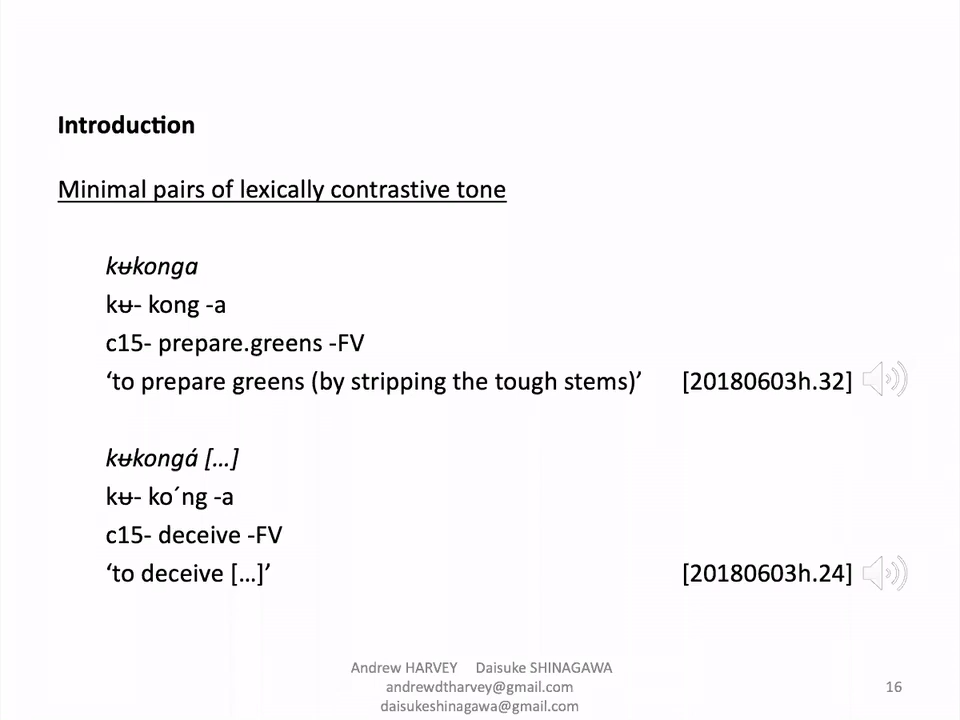 Introduction
Minimal pairs of lexically contrastive tone
kʉkonga
kʉ- kong -a
c15- prepare.greens -FV
‘to prepare greens (by stripping the tough stems)’ [20180603h.32]
kʉkongá […]
kʉ- ko´ng -a
c15- deceive -FV
‘to deceive […]’ [20180603h.24]
Andrew HARVEY Daisuke SHINAGAWA
andrewdtharvey@gmail.com
daisukeshinagawa@gmail.com
16